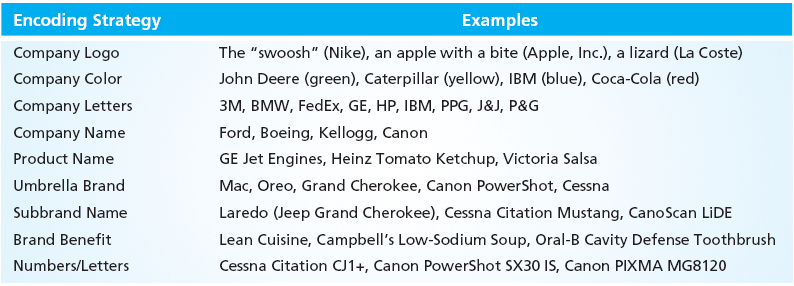 Encoding Strategy Examples
Company Logo The “swoosh” (Nike), an apple with a bite (Apple, Inc.), a lizard (La Coste)
Company Color John Deere (green), Caterpillar (yellow), IBM (blue), Coca-Cola (red)
Company Letters 3M, BMW, FedEx, GE, HP, IBM, PPG, J&J, P&G
Company Name Ford, Boeing, Kellogg, Canon
Product Name GE Jet Engines, Heinz Tomato Ketchup, Victoria Salsa
Umbrella Brand Mac, Oreo, Grand Cherokee, Canon PowerShot, Cessna
Subbrand Name Laredo (Jeep Grand Cherokee), Cessna Citation Mustang, CanoScan LiDE
Brand Benefit Lean Cuisine, Campbell’s Low-Sodium Soup, Oral-B Cavity Defense Toothbrush
Numbers/Letters Cessna Citation CJ1+, Canon PowerShot SX30 IS, Canon PIXMA MG8120